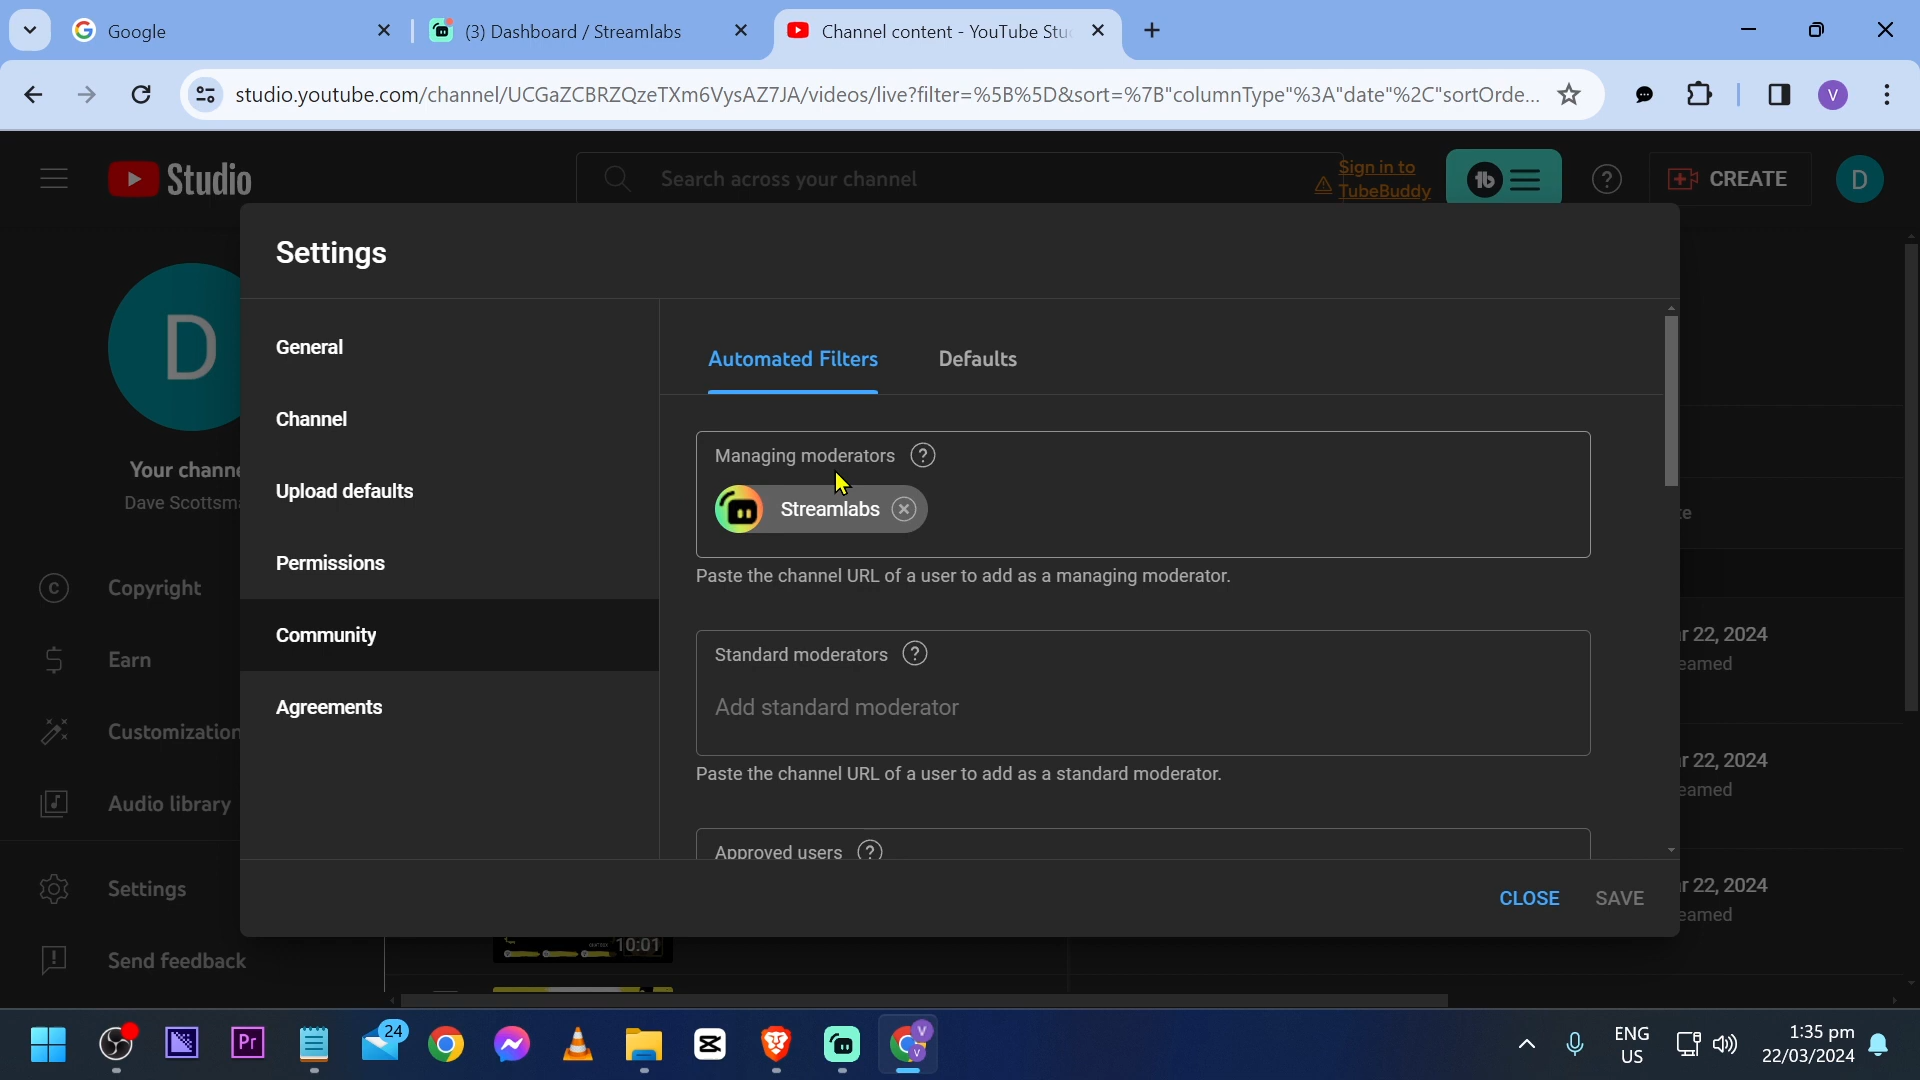 Google
(3) Dashboard / Streamlabs
Channel content - YouTube Stu
studio.youtube.com/channel/UCGaZCBRZQzeTXm6VysAZ7JA/videos/live?filter=%5B%5D&sort=%7B"columnType"%3A"date"%2C"sortOrde...
V
Studio
Search across your channel
Sign in to
TubeBuddy
CREATE
D
Settings
D
General
Automated Filters
Defaults
Channel
Managing moderators
Your channe
Upload defaults
Streamlabs
Dave Scottsma
Permissions
Paste the channel URL of a user to add as a managing moderator.
Copyright
Community
Standard moderators
r 22, 2024
eamed
Earn
Agreements
Add standard moderator
Customization
Paste the channel URL of a user to add as a standard moderator.
r 22, 2024
eamed
Audio library
Approved users
Settings
CLOSE
SAVE
r 22, 2024
eamed
10:01
Send feedback
Pr
24
V
V
ENG
US
1:35 pm
22/03/2024